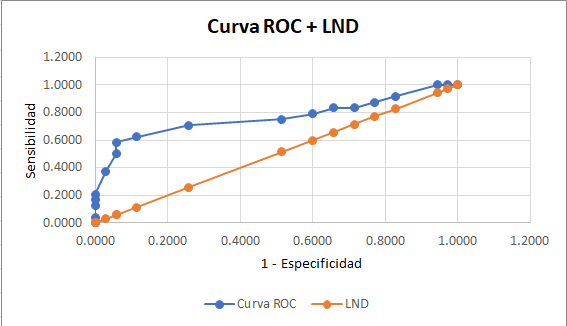 Curva ROC + LND
1.2000
1.0000
0.8000
0.6000
0.4000
0.2000
0.0000
Sensibilidad
0.0000 0.2000 0.4000 0.6000 0.8000 1.0000 1.2000
1 - Especificidad
Curva ROC LND